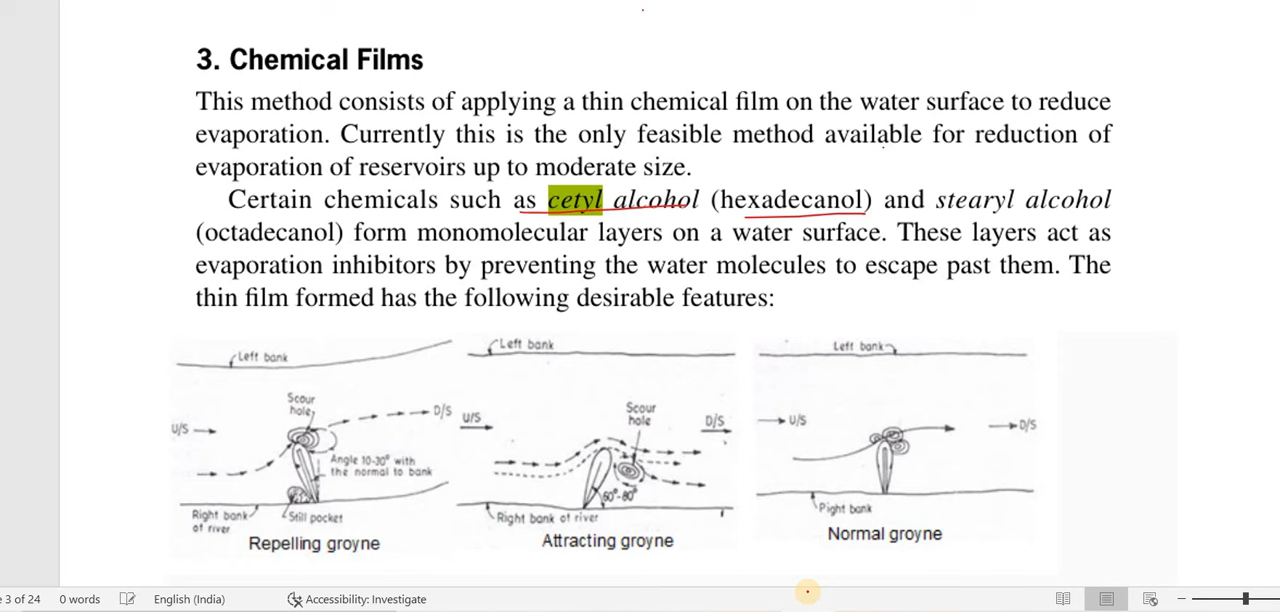 3. Chemical Films
This method consists of applying a thin chemical film on the water surface to reduce
evaporation. Currently this is the only feasible method available for reduction of
evaporation of reservoirs up to moderate size.
Certain chemicals such as cetyl alcohol (hexadecanol) and stearyl alcohol
(octadecanol) form monomolecular layers on a water surface. These layers act as
evaporation inhibitors by preventing the water molecules to escape past them. The
thin film formed has the following desirable features:
Left bank
Scour
hole
D/S
U/S
Angle 10-30° with
the normal to bank
Right bank
of river
Still pocket
Repelling groyne
Left bank
U/S
Scour
hole
D/S
60°-80°
Right bank of river
Attracting groyne
Left bank
U/S
D/S
Right bank
Normal groyne
3 of 24
0 words
English (India)
Accessibility: Investigate